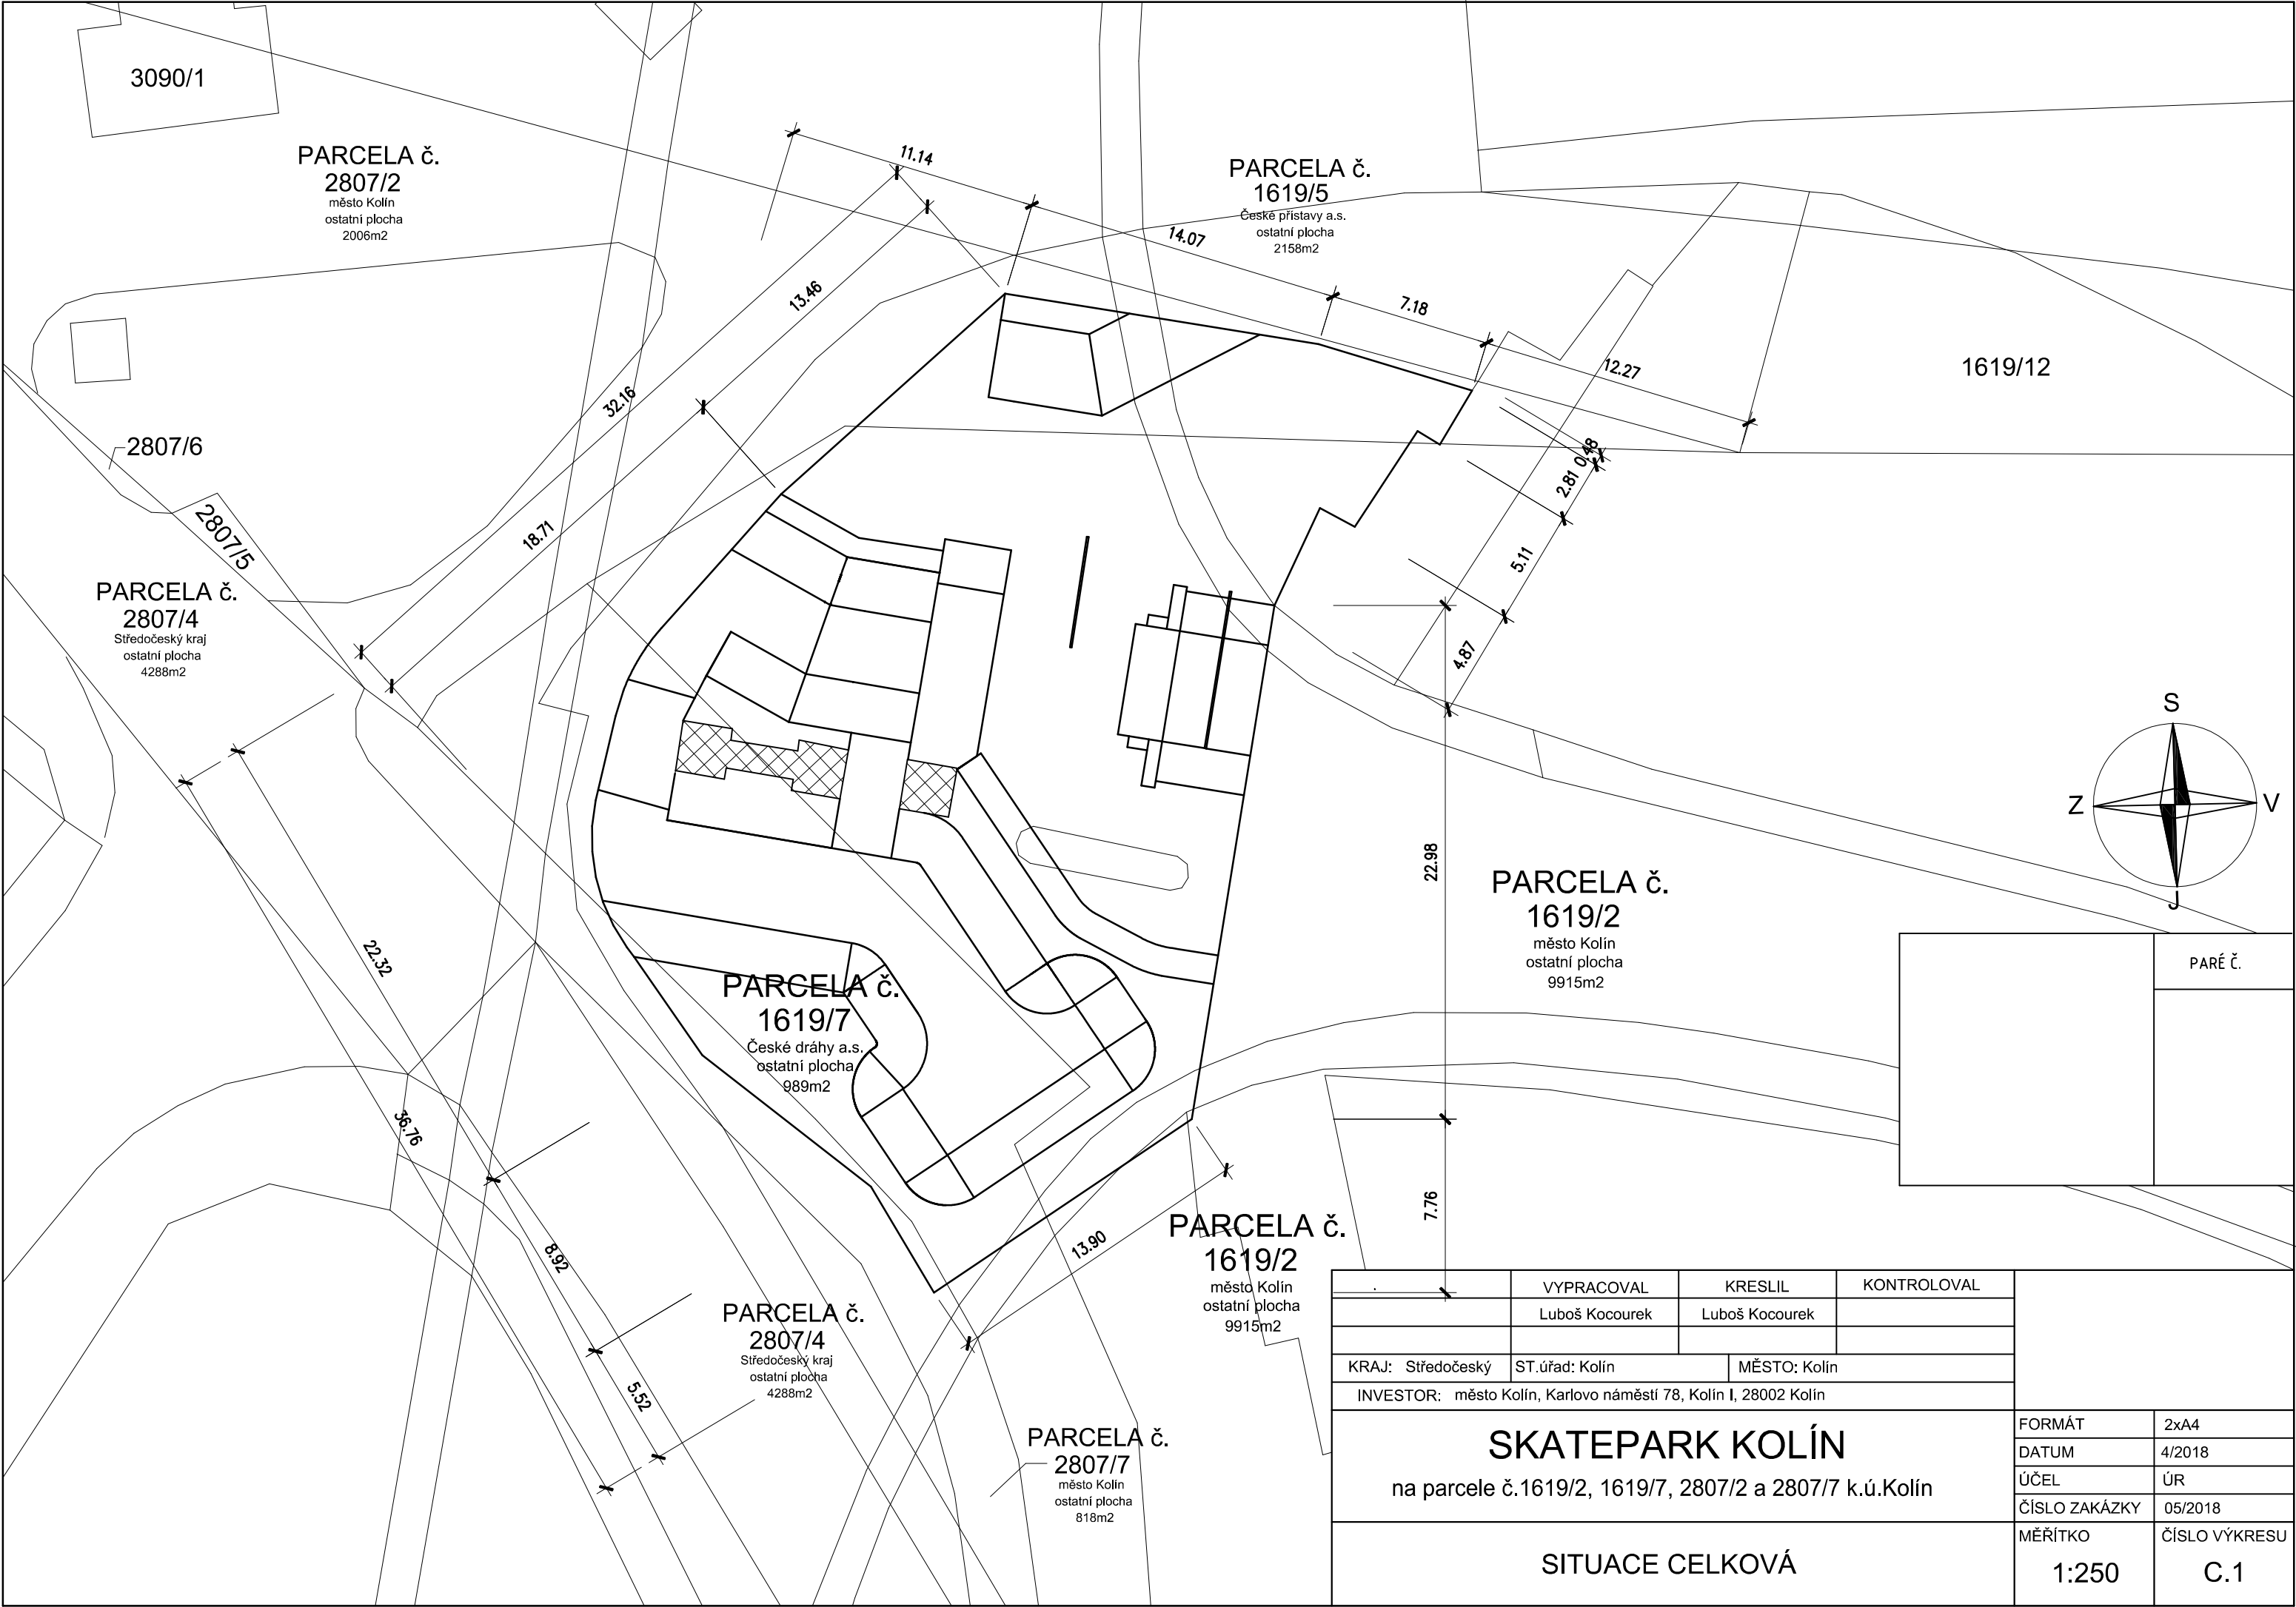 3090/1
PARCELA č.
2807/2
město Kolín
ostatní plocha
2006m2
11.14
PARCELA č.
1619/5
České přístavy a.s.
ostatní plocha
2158m2
14.07
13.46
7.18
12.27
1619/12
32.16
2807/6
0.48
2.81
2807/5
18.71
5.11
PARCELA č.
2807/4
Středočeský kraj
ostatní plocha
4288m2
4.87
S
Z
V
J
22.98
PARCELA č.
1619/2
město Kolín
ostatní plocha
9915m2
PARÉ Č.
22.32
PARCELA č.
1619/7
České dráhy a.s.
ostatní plocha
989m2
36.76
7.76
13.90
8.92
PARCELA č.
1619/2
město Kolín
ostatní plocha
9915m2
PARCELA č.
2807/4
Středočeský kraj
ostatní plocha
4288m2
5.52
PARCELA č.
2807/7
město Kolín
ostatní plocha
818m2
VYPRACOVAL KRESLIL KONTROLOVAL
Luboš Kocourek Luboš Kocourek
KRAJ: Středočeský ST.úřad: Kolín MĚSTO: Kolín
INVESTOR: město Kolín, Karlovo náměstí 78, Kolín I, 28002 Kolín
SKATEPARK KOLÍN
na parcele č.1619/2, 1619/7, 2807/2 a 2807/7 k.ú.Kolín
SITUACE CELKOVÁ
FORMÁT 2xA4
DATUM 4/2018
ÚČEL ÚR
ČÍSLO ZAKÁZKY 05/2018
MĚŘÍTKO ČÍSLO VÝKRESU
1:250 C.1